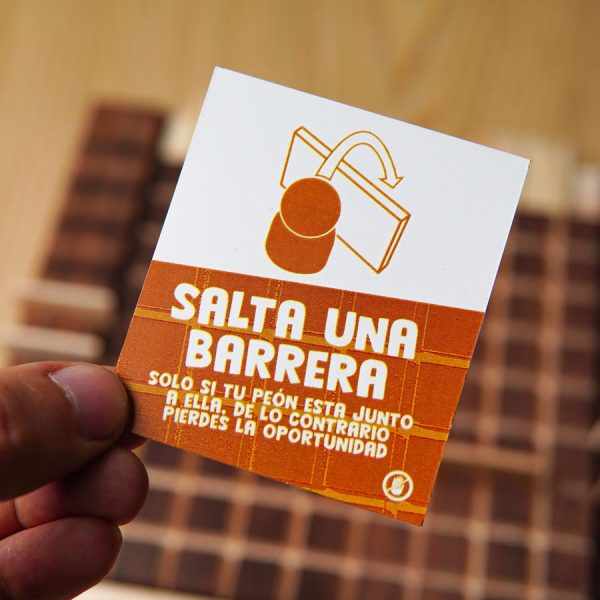 SALTA UNA
BARRERA
SOLO SI TU PEÓN ESTA JUNTO
A ELLA, DE LO CONTRARIO
PIERDES LA OPORTUNIDAD